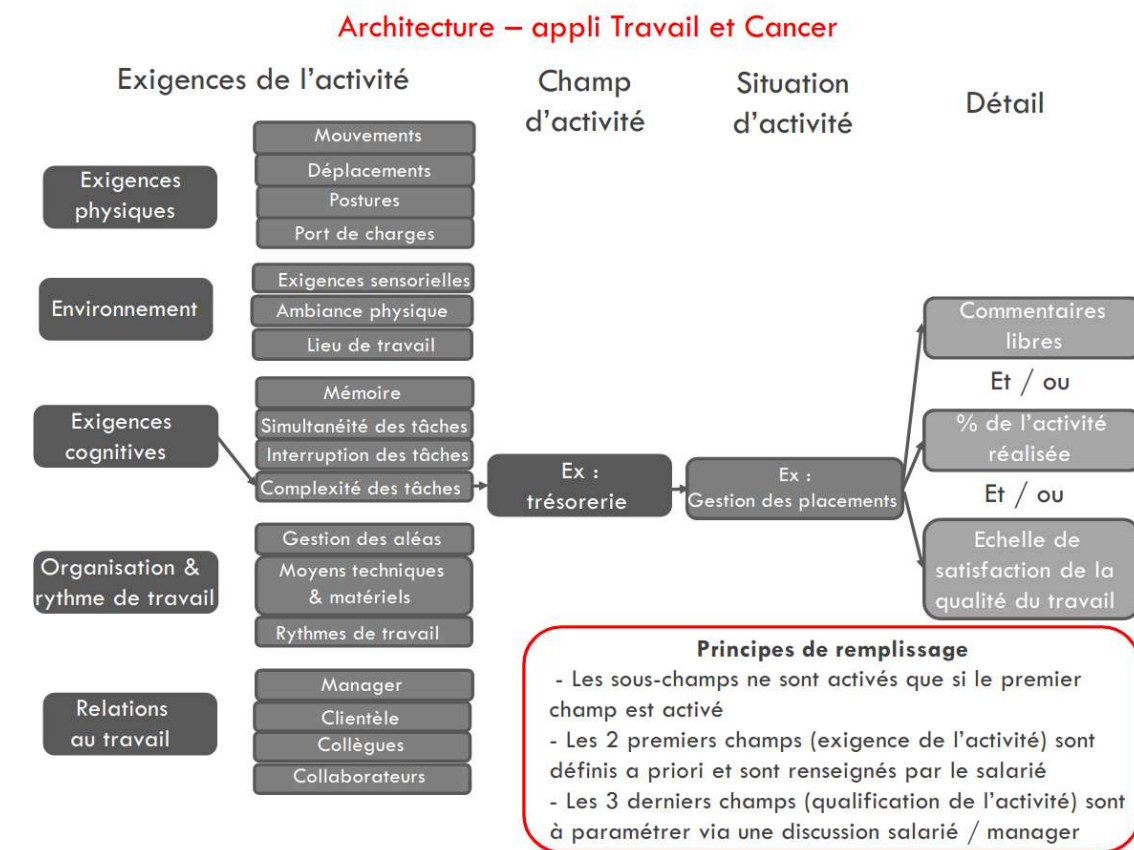 Architecture – appli Travail et Cancer
Exigences de l'activité
Champ
d'activité
Situation
d'activité
Détail
Exigences
physiques
Mouvements
Déplacements
Postures
Port de charges
Environnement
Exigences sensorielles
Ambiance physique
Lieu de travail
Exigences
cognitives
Mémoire
Simultanéité des tâches
Interruption des tâches
Complexité des tâches
Ex :
trésorerie
Ex :
Gestion des placements
Commentaires
libres
Et / ou
% de l'activité
réalisée
Et / ou
Echelle de
satisfaction de la
qualité du travail
Organisation &
rythme de travail
Gestion des aléas
Moyens techniques
& matériels
Rythmes de travail
Relations
au travail
Manager
Clientèle
Collègues
Collaborateurs
Principes de remplissage
- Les sous-champs ne sont activés que si le premier
champ est activé
- Les 2 premiers champs (exigence de l'activité) sont
définis a priori et sont renseignés par le salarié
- Les 3 derniers champs (qualification de l'activité) sont
à paramétrer via une discussion salarié / manager